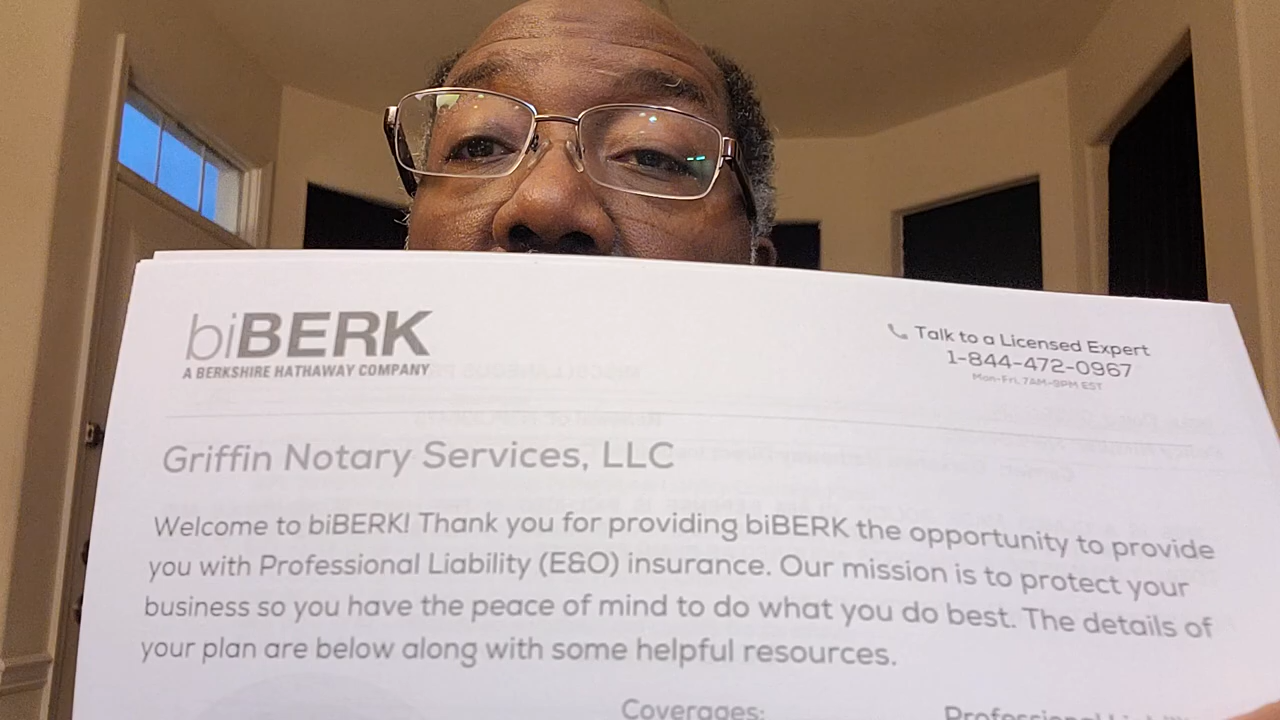 biBERK
A BERKSHIRE HATHAWAY COMPANY
Talk to a Licensed Expert
1-844-472-0967
Mon-Fri, 7AM-9PM EST
Griffin Notary Services, LLC
Welcome to biBERK! Thank you for providing biBERK the opportunity to provide
you with Professional Liability (E&O) insurance. Our mission is to protect your
business so you have the peace of mind to do what you do best. The details of
your plan are below along with some helpful resources.
Coverages:
Professional